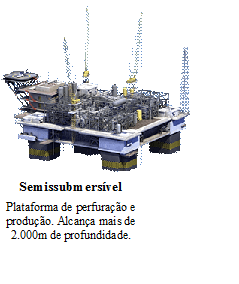 Semissubmersível
Plataforma de perfuração e
produção. Alcança mais de
2.000m de profundidade.